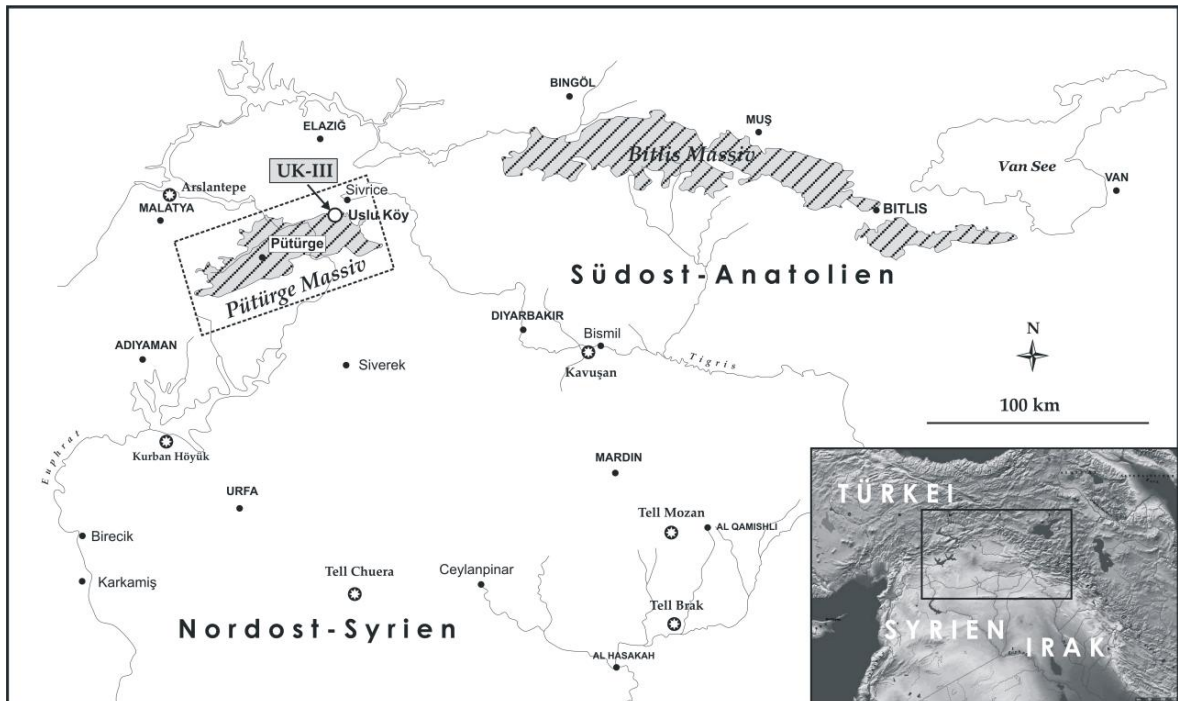 BINGÖL
ELAZIĞ
MUŞ
Bitlis Massiv
Van See
VAN
UK-III
Sivrice
Arslantepe
MALATYA
Uslu Köy
BITLIS
Pütürge
Pütürge Massiv
Südost-Anatolien
DIYARBAKIR
Bismil
Kavuşan
Tigris
N
ADIYAMAN
Siverek
100 km
Euphrat
Kurban Höyük
MARDIN
URFA
Tell Mozan
AL QAMISHLI
Birecik
Karkamiş
Tell Chuera
Ceylanpinar
Tell Brak
Nordost-Syrien
AL HASAKAH
TÜRKEI
SYRIEN
IRAK